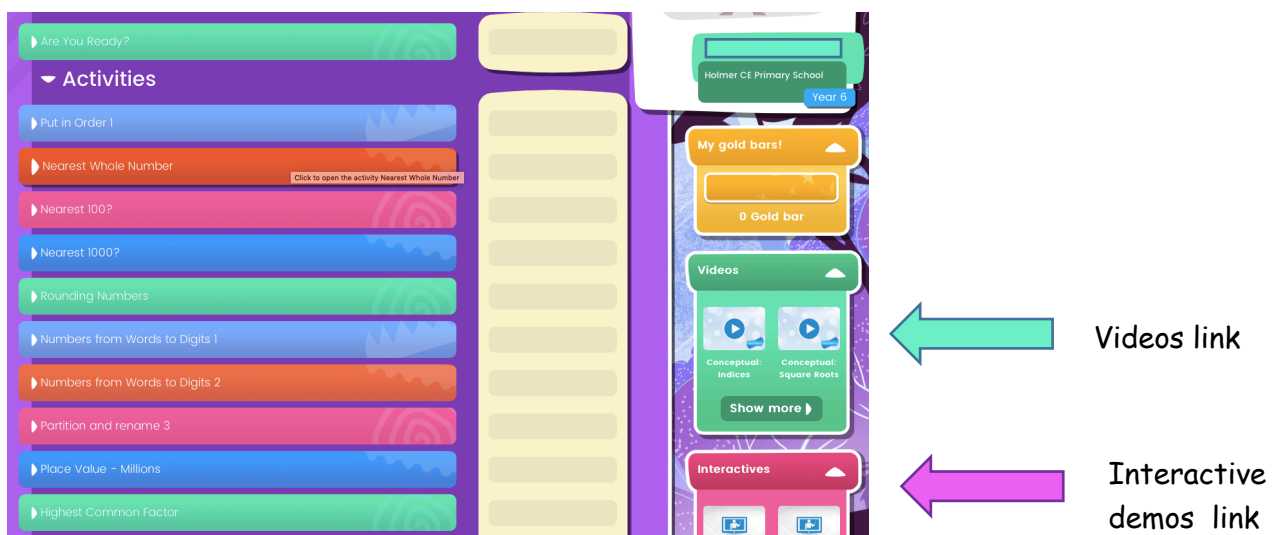 Are You Ready?
Activities
Put in Order 1
Nearest Whole Number
Click to open the activity Nearest Whole Number
Nearest 100?
Nearest 1000?
Rounding Numbers
Numbers from Words to Digits 1
Numbers from Words to Digits 2
Partition and rename 3
Place Value - Millions
Highest Common Factor
Holmer CE Primary School
Year 6
My gold bars!
0 Gold bar
Videos
Conceptual:
Indices
Conceptual:
Square Roots
Show more
Interactives
Videos link
Interactive
demos link